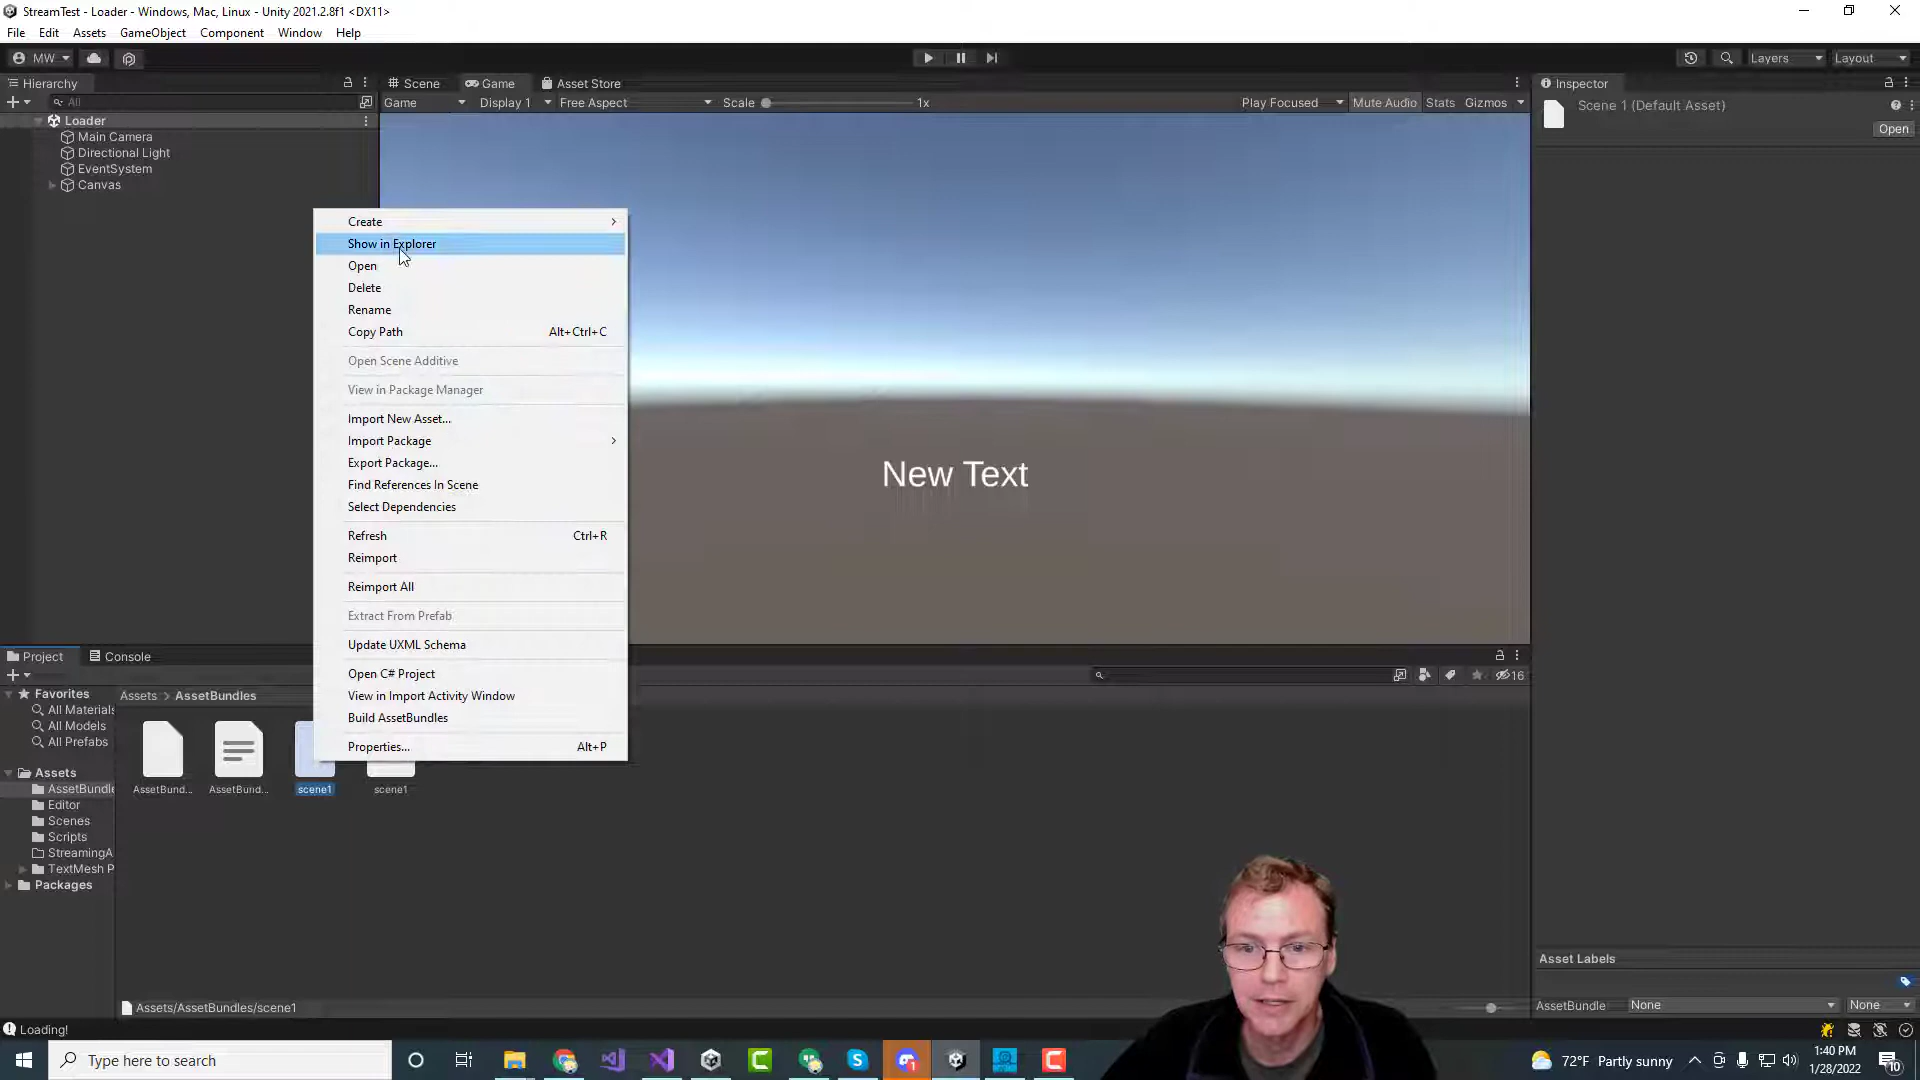 StreamTest - Loader - Windows, Mac, Linux - Unity 2021.2.8f1 <DX11>
File Edit Assets GameObject Component Window Help
MW Layers Layout
Hierarchy Scene Game Asset Store Inspector
All Game Display 1 Free Aspect Scale 1x Play Focused Mute Audio Stats Gizmos Scene 1 (Default Asset)
Open
Loader
Main Camera
Directional Light
EventSystem
Canvas
Create
Show in Explorer
Open
Delete
Rename
Copy Path Alt+Ctrl+C
Open Scene Additive
View in Package Manager
Import New Asset...
Import Package
Export Package...
Find References In Scene
Select Dependencies
Refresh Ctrl+R
Reimport
Reimport All
Extract From Prefab
Update UXML Schema
Open C# Project
View in Import Activity Window
Build AssetBundles
Properties... Alt+P
New Text
Project Console
16
Favorites
All Materials
All Models
All Prefabs
Assets
AssetBundle
Editor
Scenes
Scripts
StreamingA
TextMesh P
Packages
Assets > AssetBundles
AssetBund... AssetBund... scene1 scene1
Assets/AssetBundles/scene1
Asset Labels
AssetBundle None None
Loading!
Type here to search
1
72°F Partly sunny
1:40 PM
1/28/2022
10